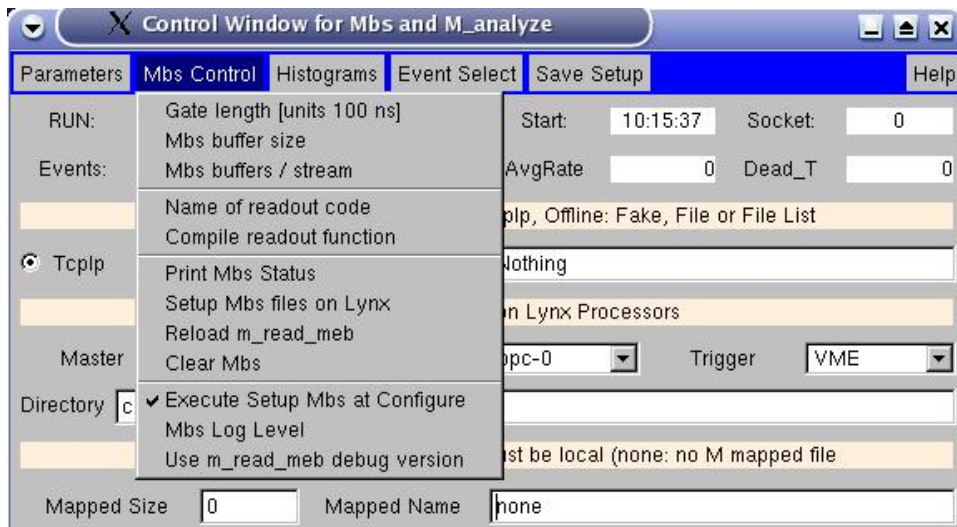 X Control Window for Mbs and M_analyze
Parameters Mbs Control Histograms Event Select Save Setup Help
RUN: Start: 10:15:37 Socket: 0
Events: AvgRate 0 Dead_T 0
Gate length [units 100 ns]
Mbs buffer size
Mbs buffers / stream
Name of readout code
Compile readout function
Print Mbs Status
Setup Mbs files on Lynx
Reload m_read_meb
Clear Mbs
Execute Setup Mbs at Configure
Mbs Log Level
Use m_read_meb debug version
Offline: Fake, File or File List
TcpIp Nothing
on Lynx Processors
Master ppc-0 Trigger VME
Directory c
must be local (none: no M mapped file
Mapped Size 0 Mapped Name none